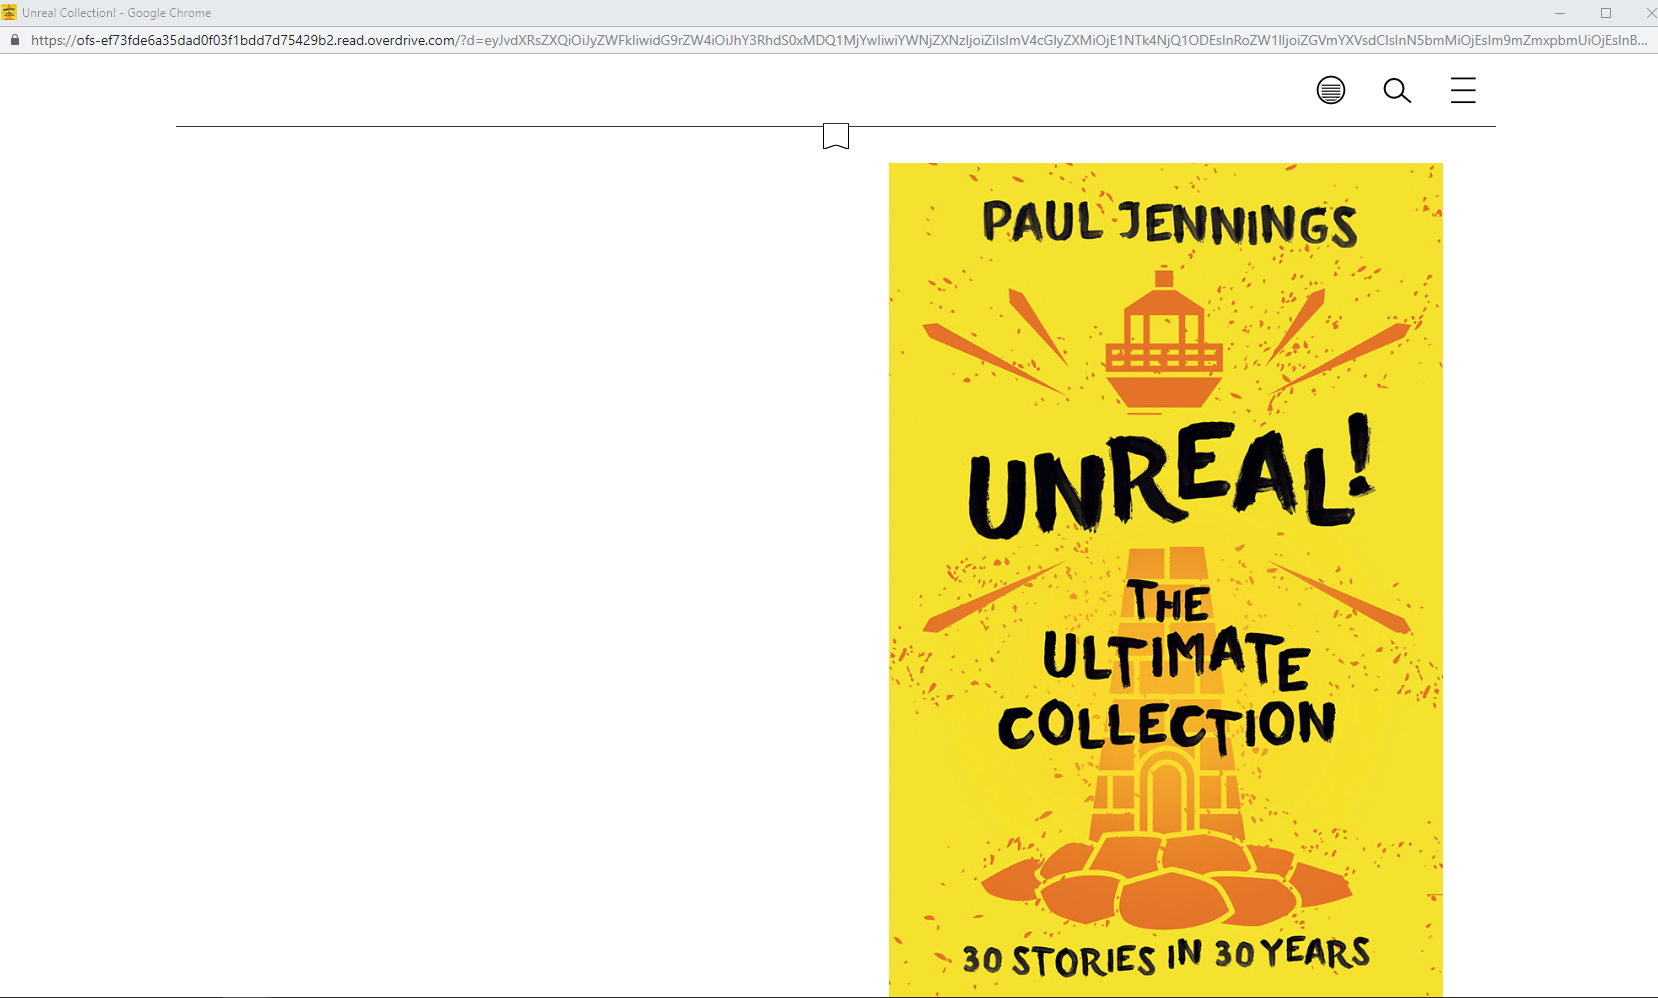 Unreal Collection! - Google Chrome
https://ofs-ef73fde6a35dad0f03f1bdd7d75429b2.read.overdrive.com/?d=eyJvdXRsZXQiOiJyZWFkIiwidG9rZW4iOiJhY3RhdS0xMDQ1MjYwIiwiYWNjZXNzIjoiZiIsImV4cGlyZXMiOjE1NTk4NjQ1ODEsInRoZW1lIjoiZGVmYXVsdCIsInN5bmMiOjEsIm9mZmxpbmUiOjEsInB...
PAUL JENNINGS
UNREAL!
THE
ULTIMATE
COLLECTION
30 STORIES IN 30 YEARS